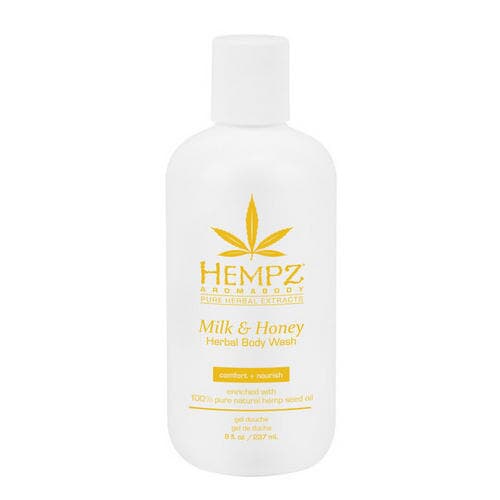 HEMPZ
AROMABODY
PURE HERBAL EXTRACTS
Milk & Honey
Herbal Body Wash
comfort + nourish
enriched with
100% pure natural hemp seed oil
gel douche
gel de ducha
8 fl. oz. / 237 mL